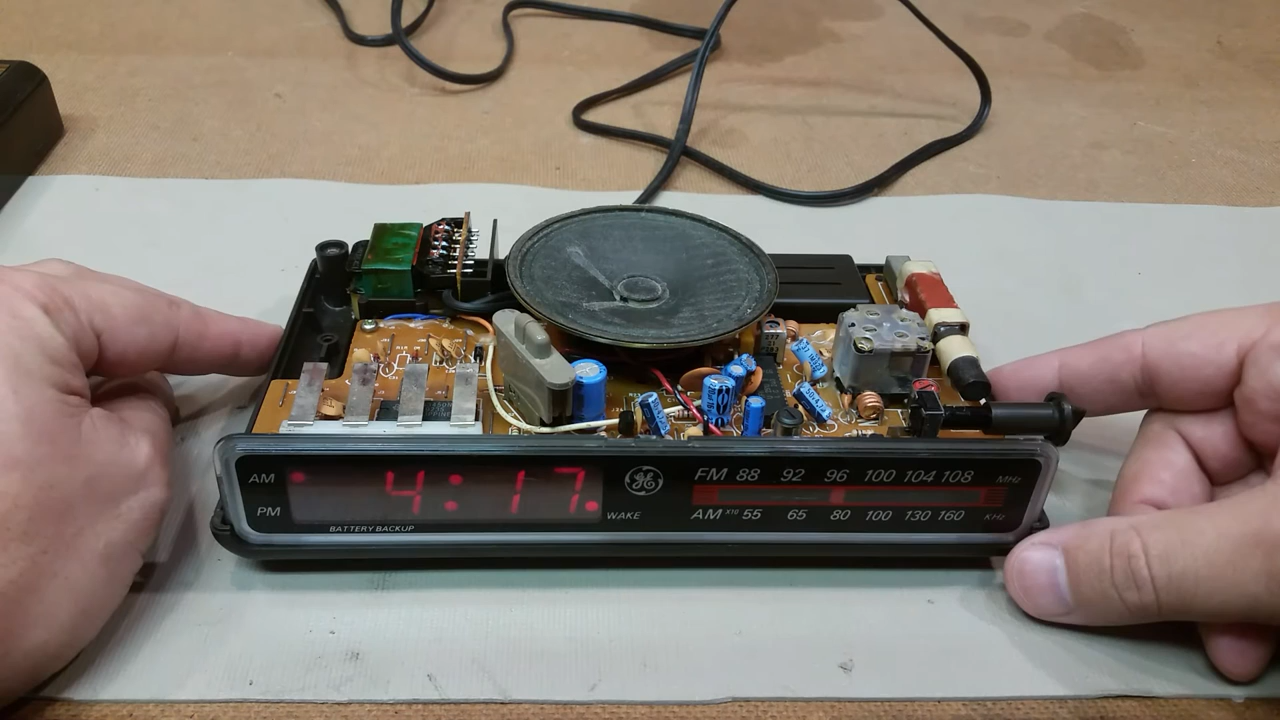 AM
PM
4:17
BATTERY BACKUP
WAKE
GE
FM 88 92 96 100 104 108 MHz
AM X10 55 65 80 100 130 160 KHz